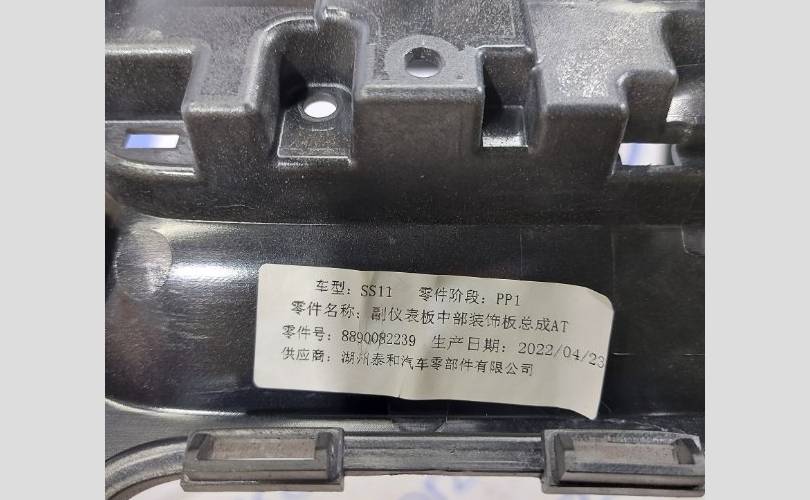 车型：SS11 零件阶段：PP1
零件名称：副仪表板中部装饰板总成AT
零件号：8890082239 生产日期：2022/04/23
供应商：湖州泰和汽车零部件有限公司